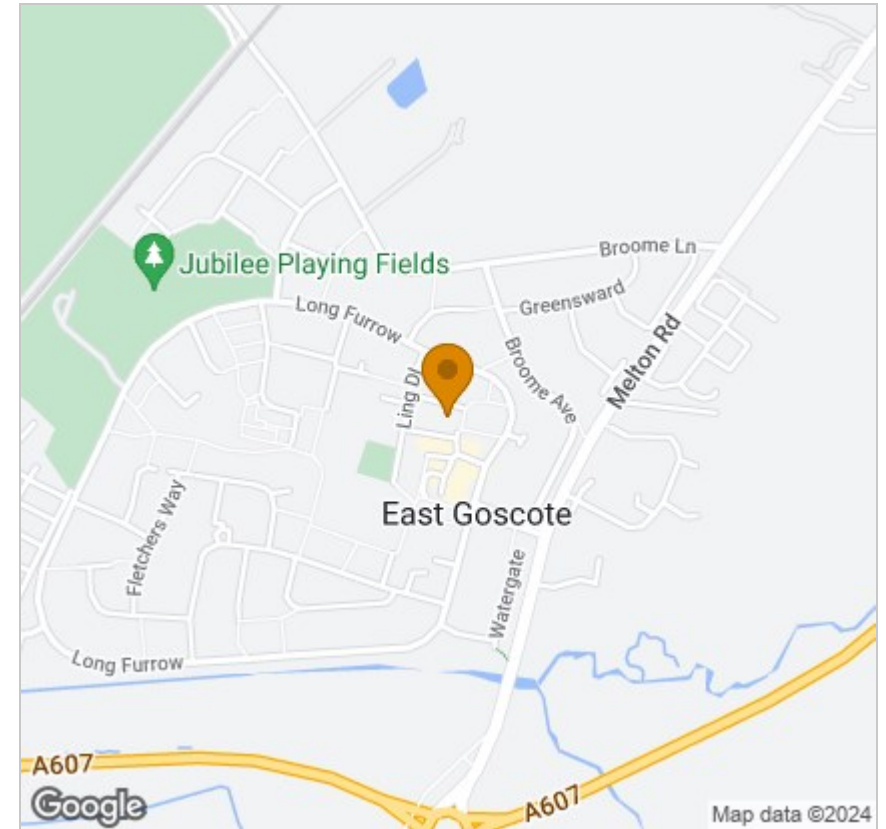 Broome Ln
Jubilee Playing Fields
Greensward
Long Furrow
Broome Ave
Melton Rd
Ling Dl
East Goscote
Fletchers Way
Watergate
Long Furrow
A607
A607
Google
Map data ©2024